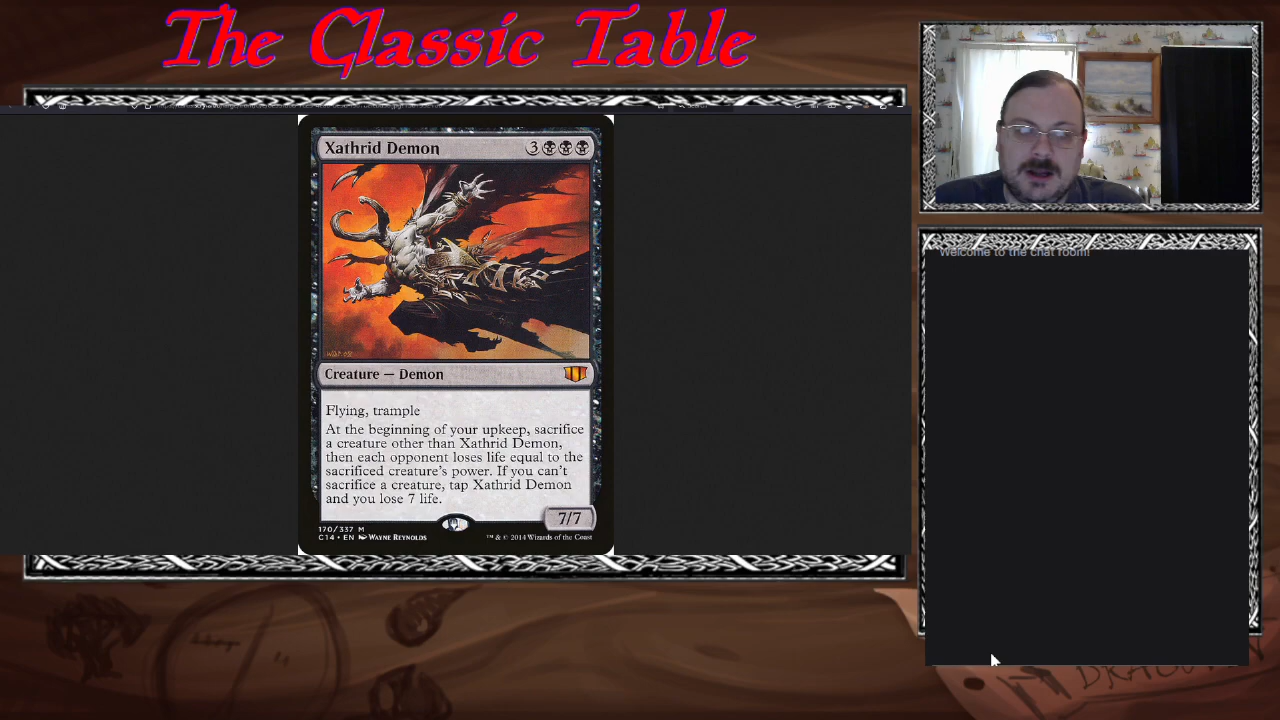 The Classic Table
Xathrid Demon 3
Creature — Demon
Flying, trample
At the beginning of your upkeep, sacrifice
a creature other than Xathrid Demon,
then each opponent loses life equal to the
sacrificed creature's power. If you can't
sacrifice a creature, tap Xathrid Demon
and you lose 7 life.
7/7
170/337 M
C14 • EN Wayne Reynolds
™ & © 2014 Wizards of the Coast
Welcome to the chat room!